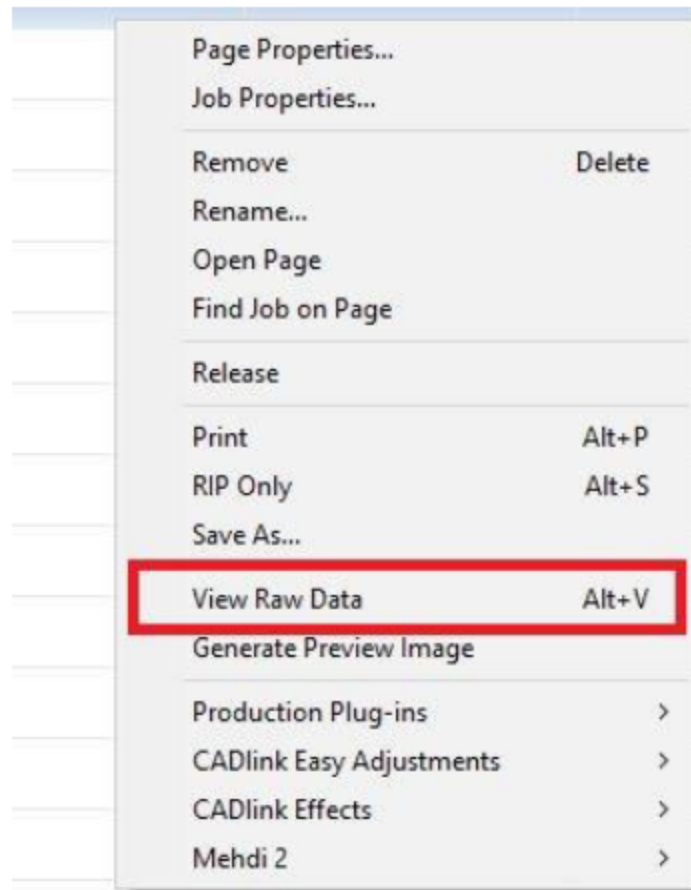 Page Properties...
Job Properties...
Remove Delete
Rename...
Open Page
Find Job on Page
Release
Print Alt+P
RIP Only Alt+S
Save As...
View Raw Data Alt+V
Generate Preview Image
Production Plug-ins >
CADlink Easy Adjustments >
CADlink Effects >
Mehdi 2 >